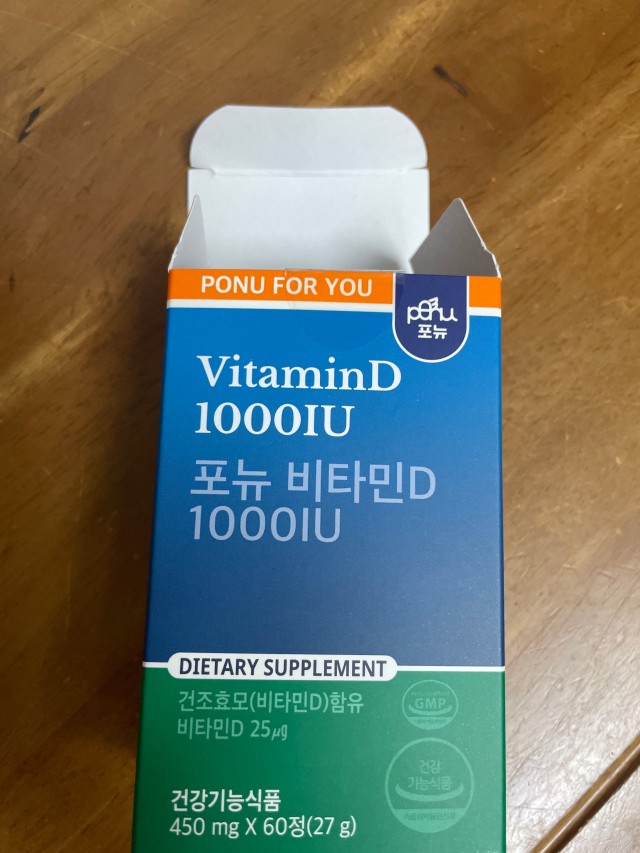 PONU FOR YOU
ponu
포뉴
VitaminD
1000IU
포뉴 비타민D
1000IU
DIETARY SUPPLEMENT
건조효모(비타민D)함유
비타민D 25㎍
GMP
건강
기능식품
건강기능식품
450 mg X 60정(27 g)